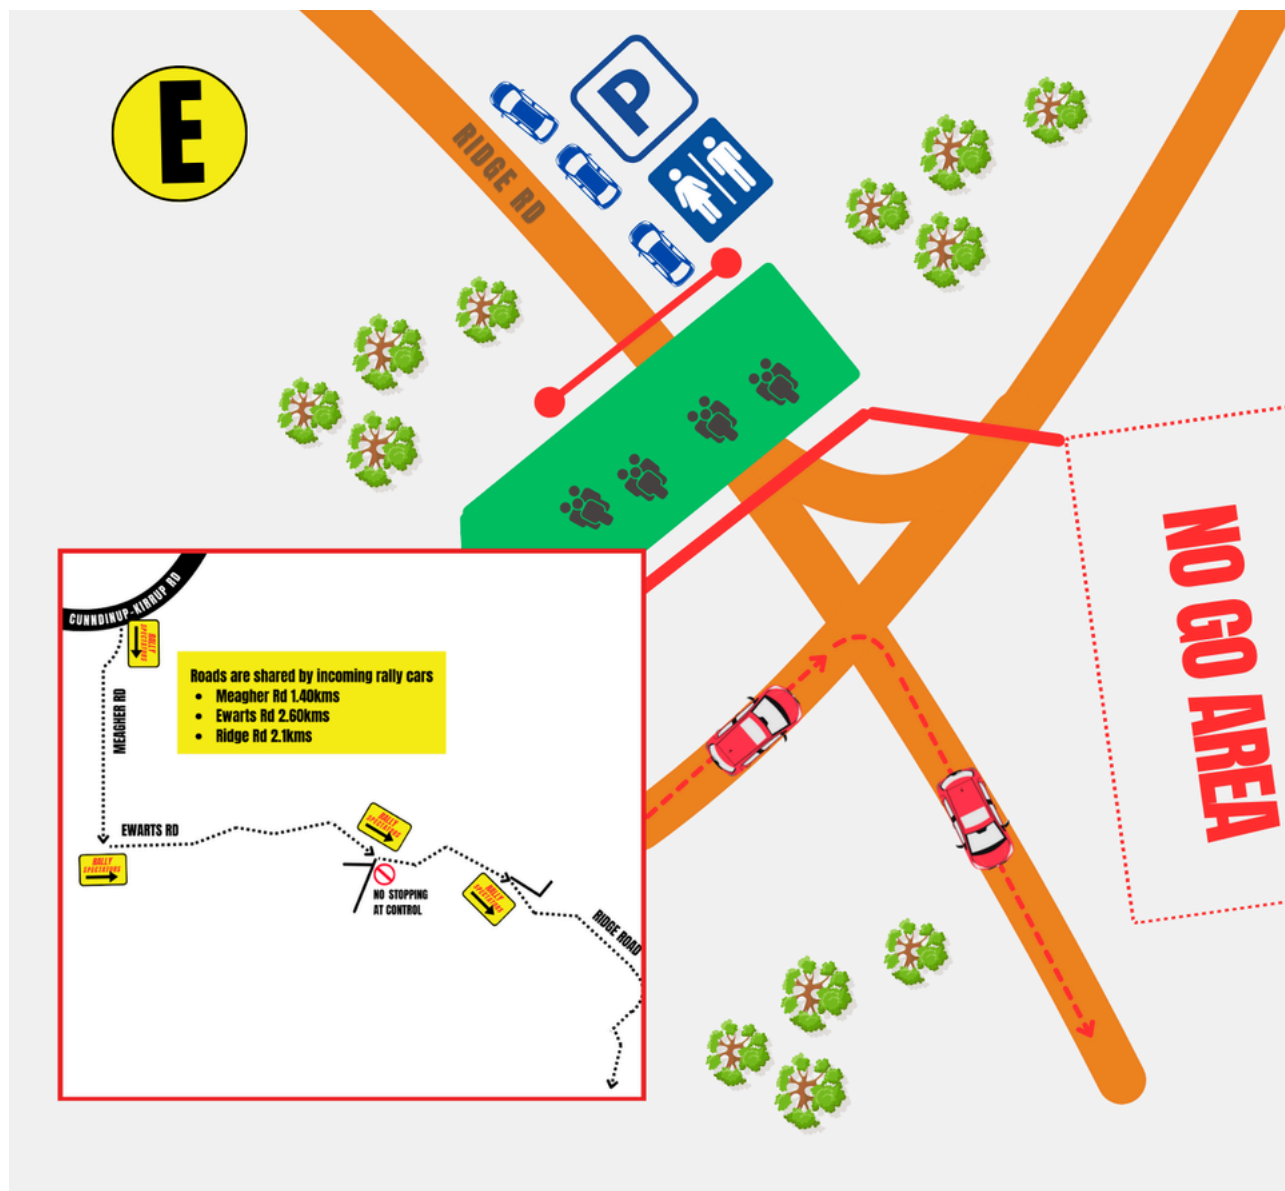 E
RIDGE RD
P
NO GO AREA
CUNNDINUP-KIRRUP RD
RALLY
SPECTATORS
MEAGHER RD
Roads are shared by incoming rally cars
• Meagher Rd 1.40kms
• Ewarts Rd 2.60kms
• Ridge Rd 2.1kms
EWARTS RD
RALLY
SPECTATORS
RALLY
SPECTATORS
NO STOPPING
AT CONTROL
RALLY
SPECTATORS
RIDGE ROAD